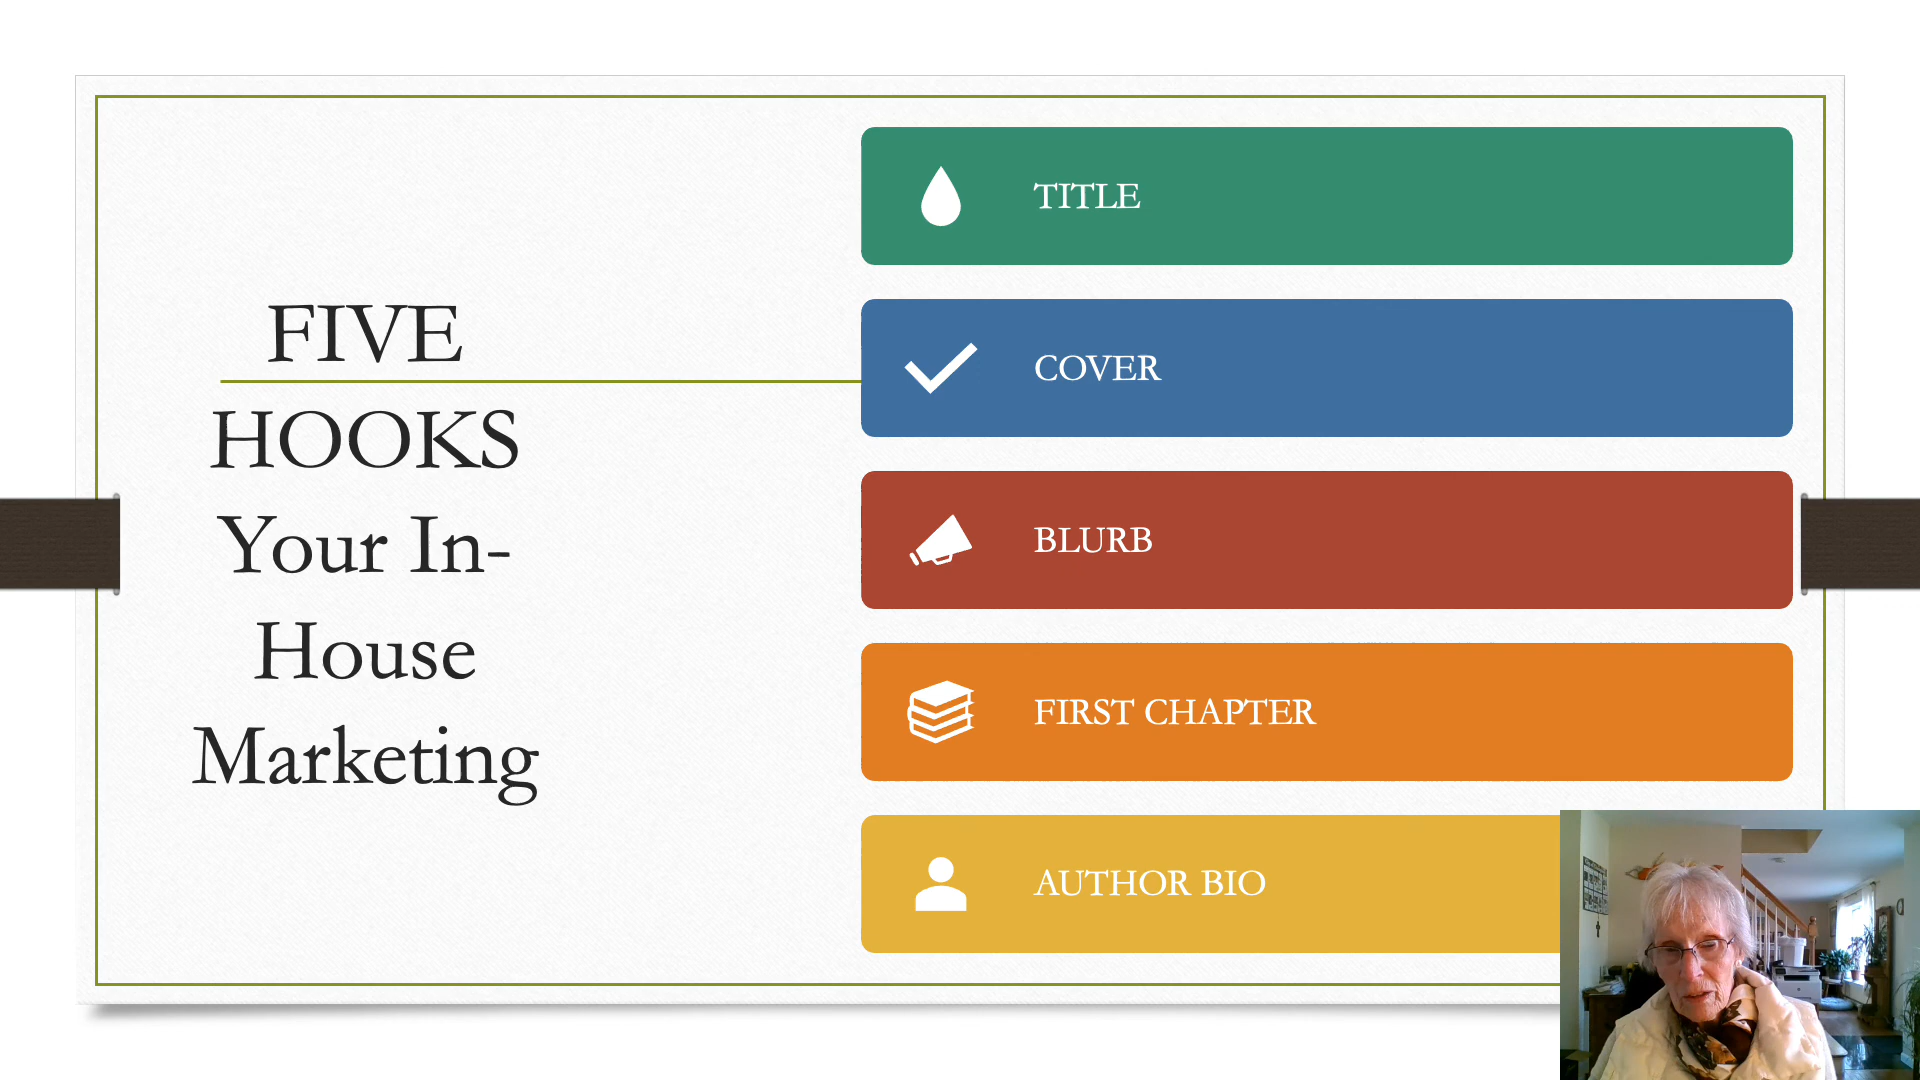 FIVE
HOOKS
Your In-
House
Marketing
TITLE
COVER
BLURB
FIRST CHAPTER
AUTHOR BIO